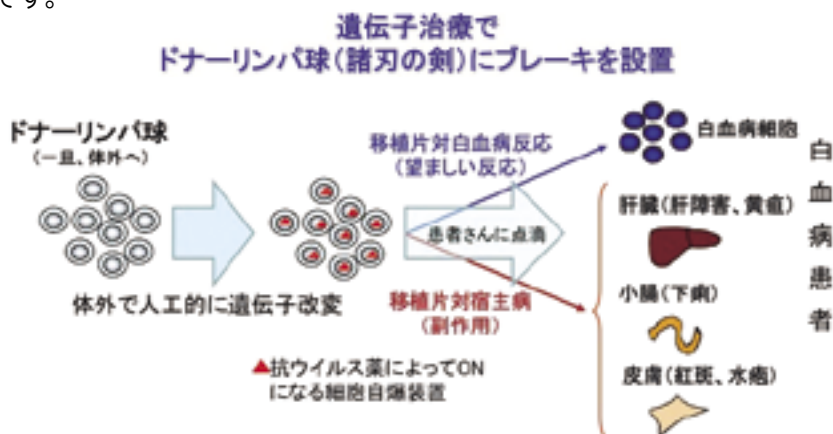 です。
遺伝子治療で
ドナーリンパ球(諸刃の剣)にブレーキを設置
ドナーリンパ球
(一旦、体外へ)
体外で人工的に遺伝子改変
▲抗ウイルス薬によってON
になる細胞自爆装置
移植片対白血病反応
(望ましい反応)
患者さんに点滴
移植片対宿主病
(副作用)
白血病細胞
肝臓(肝障害、黄疸)
小腸(下痢)
皮膚(紅斑、水疱)
白血病患者